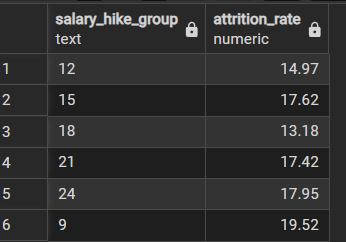 salary_hike_group attrition_rate
text numeric
1 12 14.97
2 15 17.62
3 18 13.18
4 21 17.42
5 24 17.95
6 9 19.52